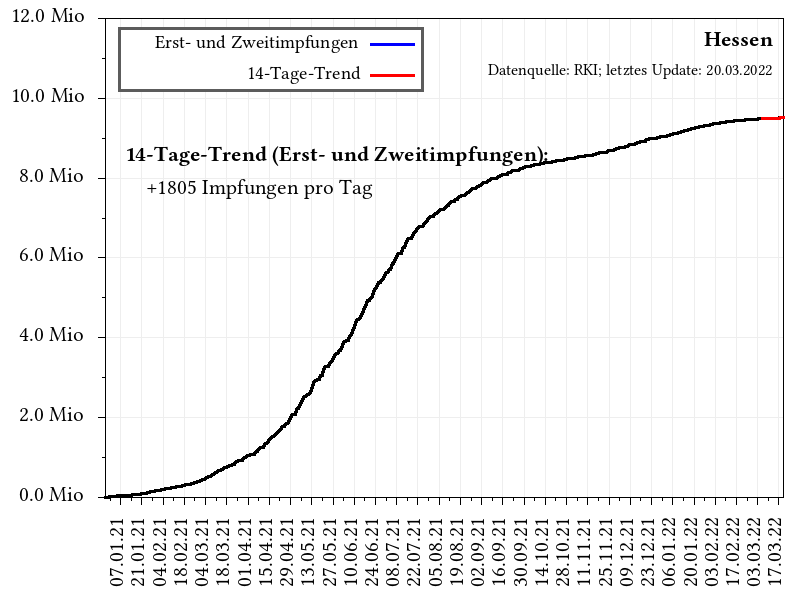 12.0 Mio
10.0 Mio
8.0 Mio
6.0 Mio
4.0 Mio
2.0 Mio
0.0 Mio
Erst- und Zweitimpfungen
14-Tage-Trend
Hessen
Datenquelle: RKI; letztes Update: 20.03.2022
14-Tage-Trend (Erst- und Zweitimpfungen):
+1805 Impfungen pro Tag
07.01.21
21.01.21
04.02.21
18.02.21
04.03.21
18.03.21
01.04.21
15.04.21
29.04.21
13.05.21
27.05.21
10.06.21
24.06.21
08.07.21
22.07.21
05.08.21
19.08.21
02.09.21
16.09.21
30.09.21
14.10.21
28.10.21
11.11.21
25.11.21
09.12.21
23.12.21
06.01.22
20.01.22
03.02.22
17.02.22
03.03.22
17.03.22